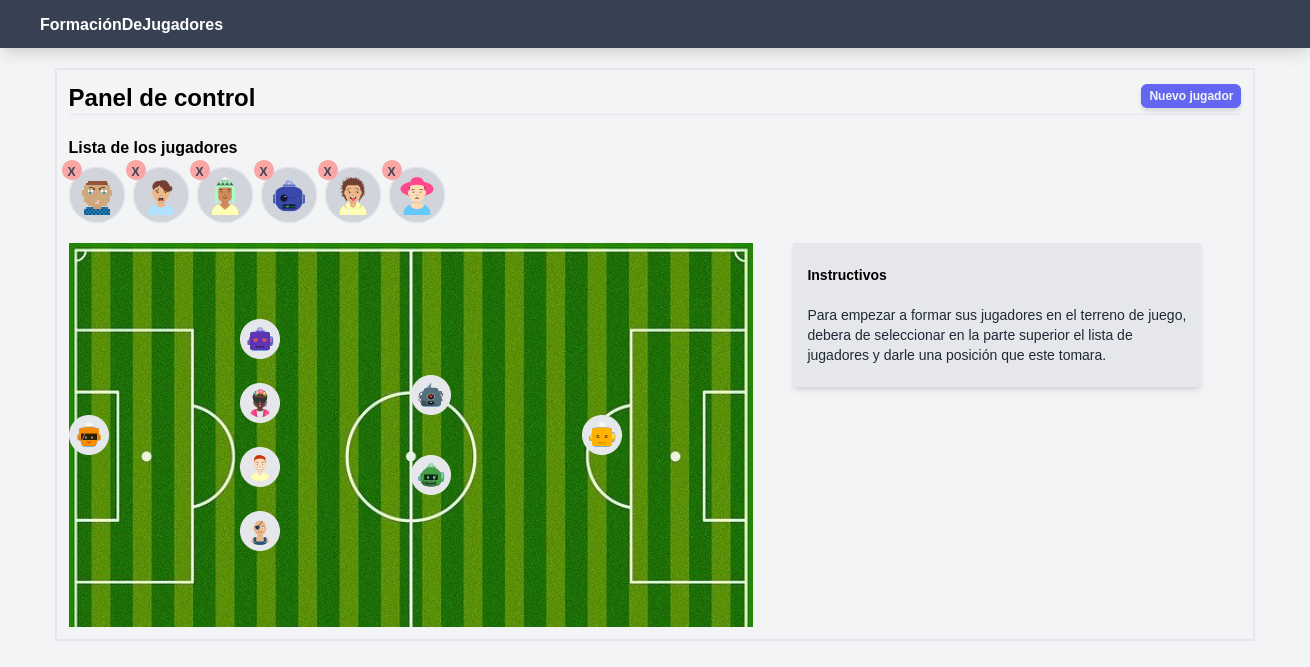 FormaciónDeJugadores
Panel de control
Nuevo jugador
Lista de los jugadores
X X X X X X
Instructivos
Para empezar a formar sus jugadores en el terreno de juego,
debera de seleccionar en la parte superior el lista de
jugadores y darle una posición que este tomara.